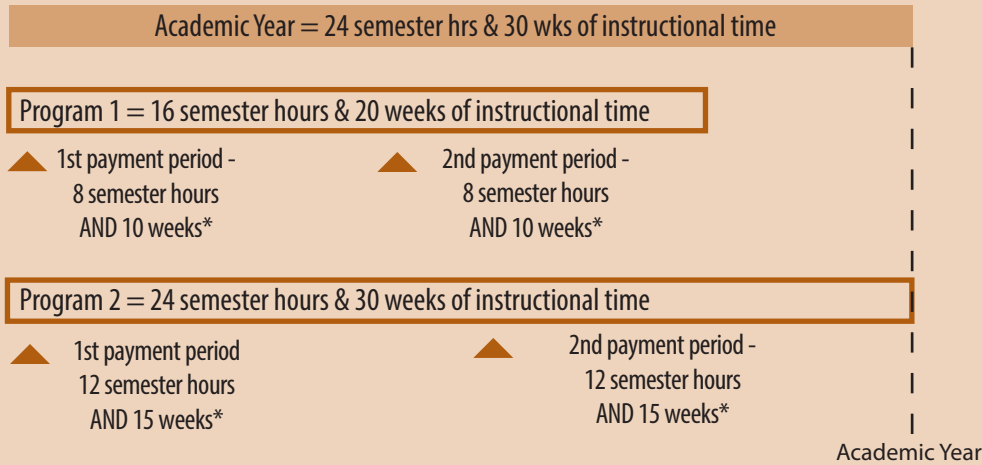 Academic Year = 24 semester hrs & 30 wks of instructional time
Program 1 = 16 semester hours & 20 weeks of instructional time
1st payment period -
8 semester hours
AND 10 weeks*
2nd payment period -
8 semester hours
AND 10 weeks*
Program 2 = 24 semester hours & 30 weeks of instructional time
1st payment period
12 semester hours
AND 15 weeks*
2nd payment period -
12 semester hours
AND 15 weeks*
Academic Year